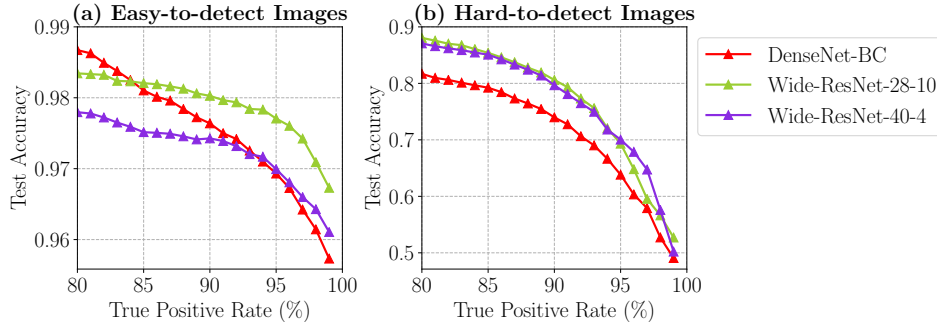 (a) Easy-to-detect Images
(b) Hard-to-detect Images
Test Accuracy
0.99
0.98
0.97
0.96
80 85 90 95 100
True Positive Rate (%)
Test Accuracy
0.9
0.8
0.7
0.6
0.5
80 85 90 95 100
True Positive Rate (%)
DenseNet-BC
Wide-ResNet-28-10
Wide-ResNet-40-4